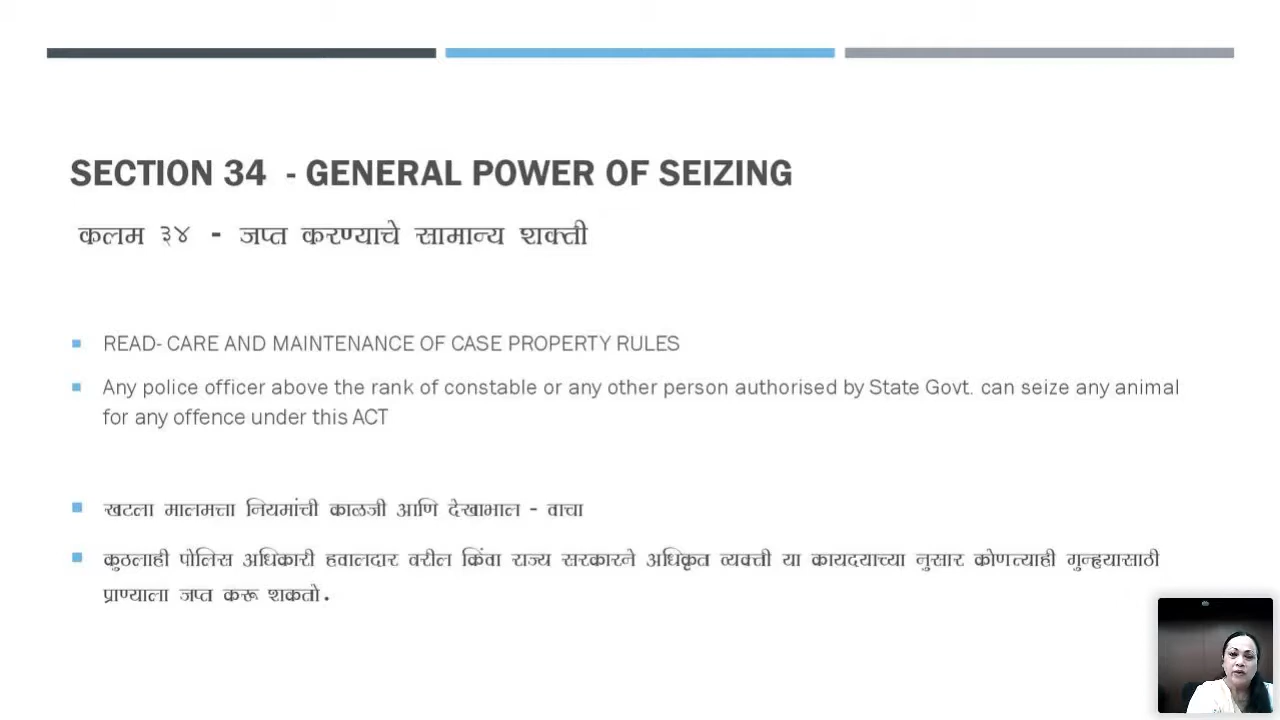 SECTION 34 - GENERAL POWER OF SEIZING
कलम ३४ - जप्त करण्याचे सामान्य शक्ती
READ- CARE AND MAINTENANCE OF CASE PROPERTY RULES
Any police officer above the rank of constable or any other person authorised by State Govt. can seize any animal
for any offence under this ACT
खटला मालमत्ता नियमांची काळजी आणि देखाभाल - वाचा
कुठलाही पोलिस अधिकारी हवालदार वरील किंवा राज्य सरकारने अधिकृत व्यक्ती या कायदयाच्या नुसार कोणत्याही गुन्हयासाठी
प्राण्याला जप्त करू शकतो.